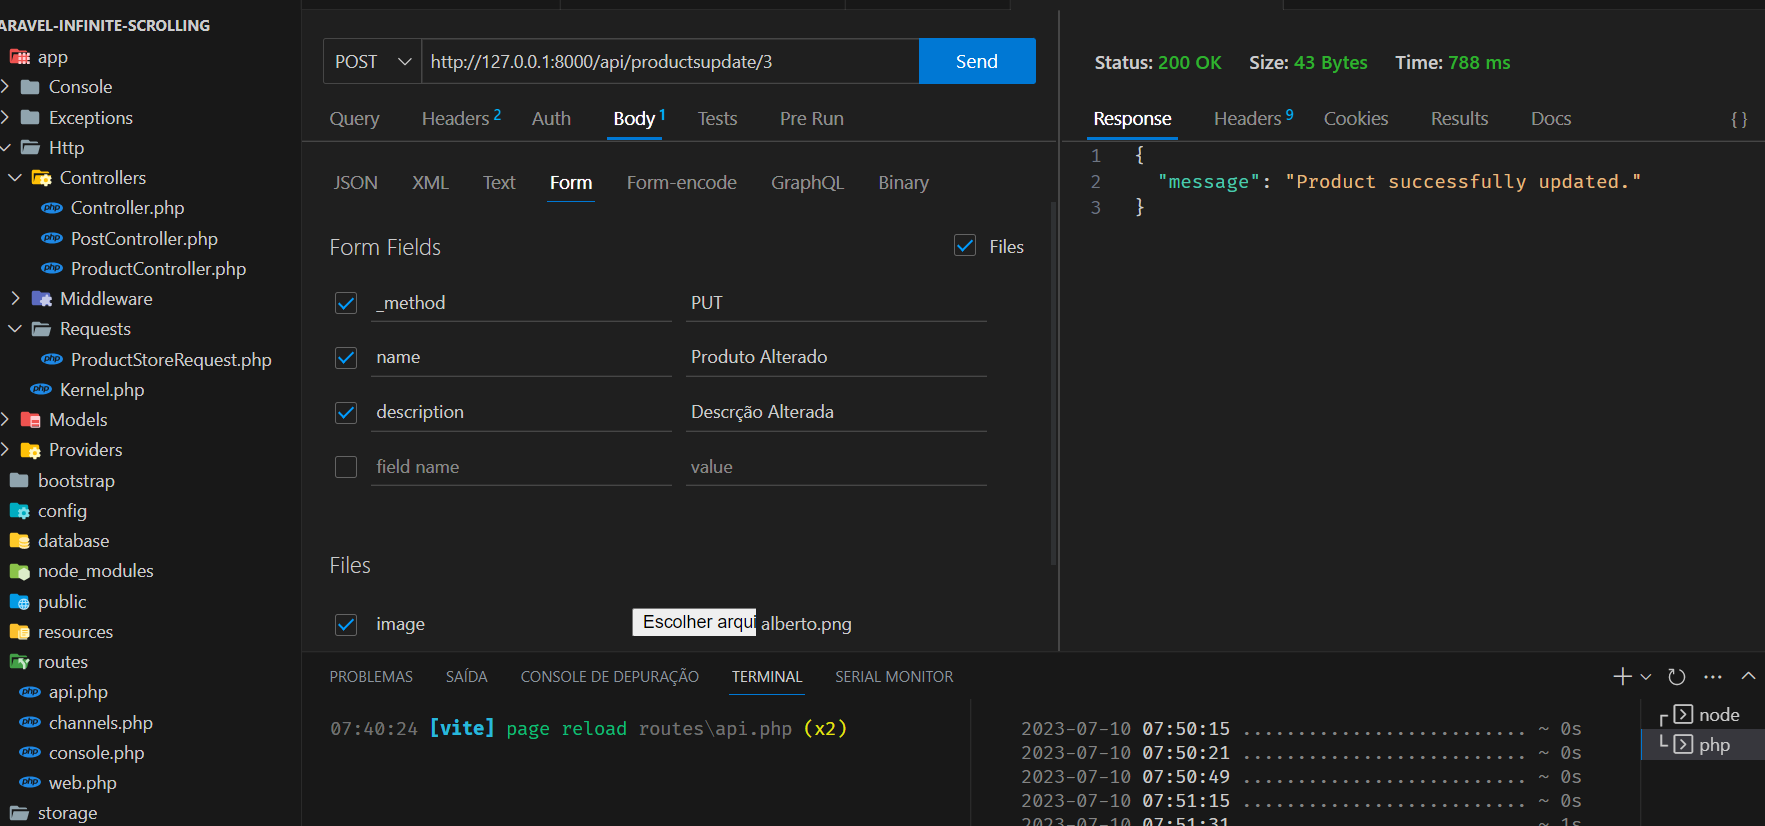 ARAVEL-INFINITE-SCROLLING
app
Console
Exceptions
Http
Controllers
Controller.php
PostController.php
ProductController.php
Middleware
Requests
ProductStoreRequest.php
Kernel.php
Models
Providers
bootstrap
config
database
node_modules
public
resources
routes
api.php
channels.php
console.php
web.php
storage
POST http://127.0.0.1:8000/api/productsupdate/3 Send
Query Headers 2 Auth Body 1 Tests Pre Run
JSON XML Text Form Form-encode GraphQL Binary
Form Fields Files
_method PUT
name Produto Alterado
description Descrção Alterada
field name value
Files
image Escolher arqui alberto.png
Status: 200 OK Size: 43 Bytes Time: 788 ms
Response Headers 9 Cookies Results Docs { }
1 {
2 "message": "Product successfully updated."
3 }
PROBLEMAS SAÍDA CONSOLE DE DEPURAÇÃO TERMINAL SERIAL MONITOR
07:40:24 [vite] page reload routes\api.php (x2)
2023-07-10 07:50:15 .......................... ~ 0s
2023-07-10 07:50:21 .......................... ~ 0s
2023-07-10 07:50:49 .......................... ~ 0s
2023-07-10 07:51:15 .......................... ~ 0s
2023-07-10 07:51:31 .......................... ~ 1s
node
php